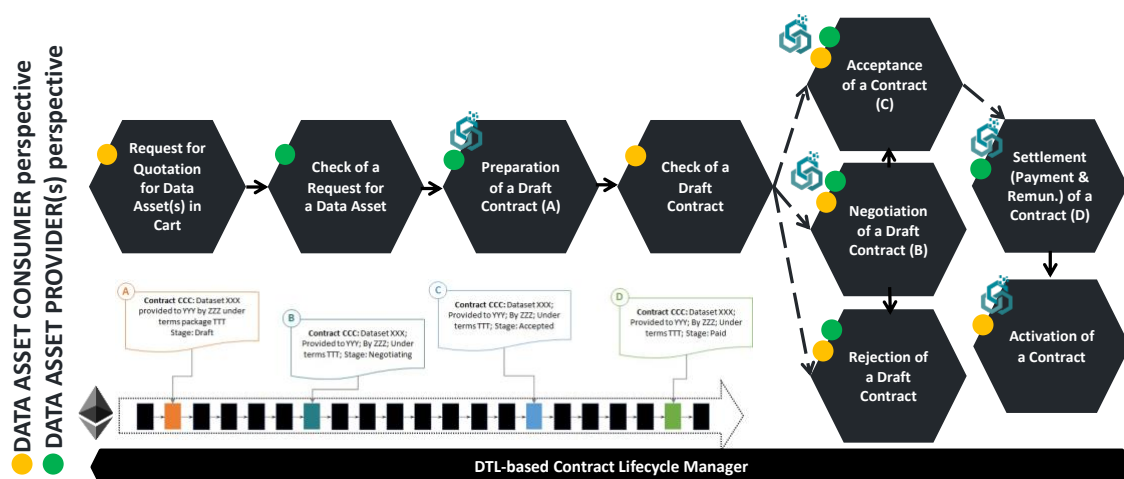 DATA ASSET CONSUMER perspective
DATA ASSET PROVIDER(s) perspective
Request for
Quotation
for Data
Asset(s) in
Cart
Check of a
Request for
a Data Asset
Preparation
of a Draft
Contract (A)
Check of a
Draft
Contract
Acceptance
of a Contract
(C)
Negotiation
of a Draft
Contract (B)
Rejection of
a Draft
Contract
Settlement
(Payment &
Remun.) of a
Contract (D)
Activation of
a Contract
A
Contract CCC: Dataset XXX
provided to YYY by ZZZ under
terms package TTT
Stage: Draft
B
Contract CCC: Dataset XXX;
Provided to YYY; By ZZZ; Under
terms TTT; Stage: Negotiating
C
Contract CCC: Dataset XXX;
Provided to YYY; By ZZZ; Under
terms TTT; Stage: Accepted
D
Contract CCC: Dataset XXX;
Provided to YYY; By ZZZ; Under
terms TTT; Stage: Paid
DTL-based Contract Lifecycle Manager